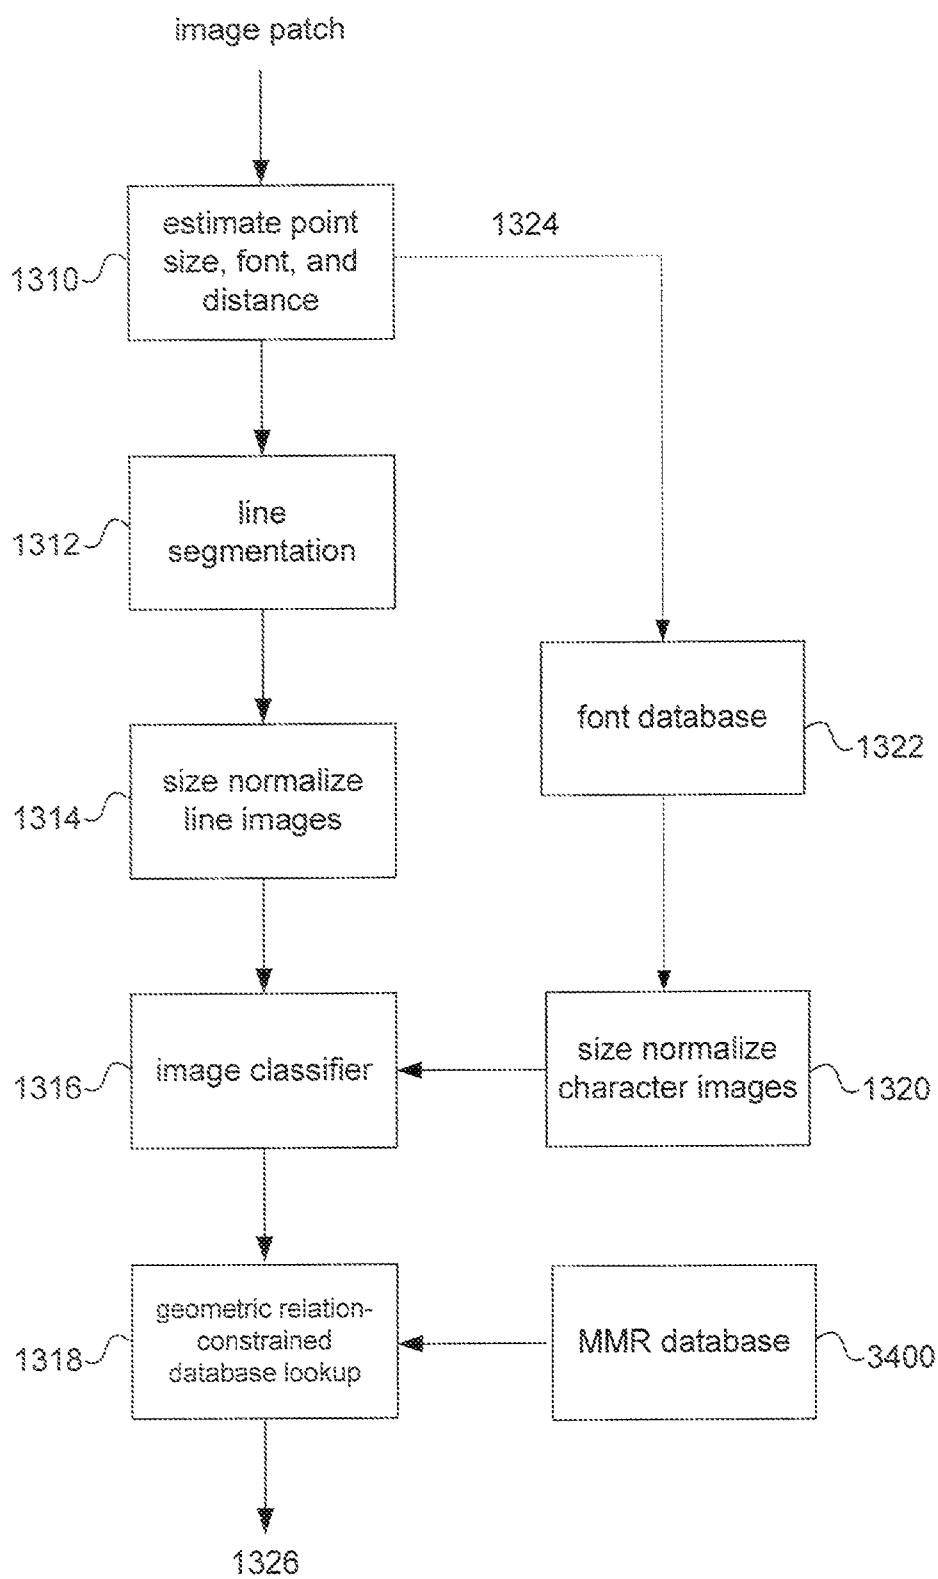 image patch
estimate point
size, font, and
distance
1310
1324
line
segmentation
1312
font database
1322
size normalize
line images
1314
image classifier
1316
size normalize
character images
1320
geometric relation-
constrained
database lookup
1318
MMR database
3400
1326